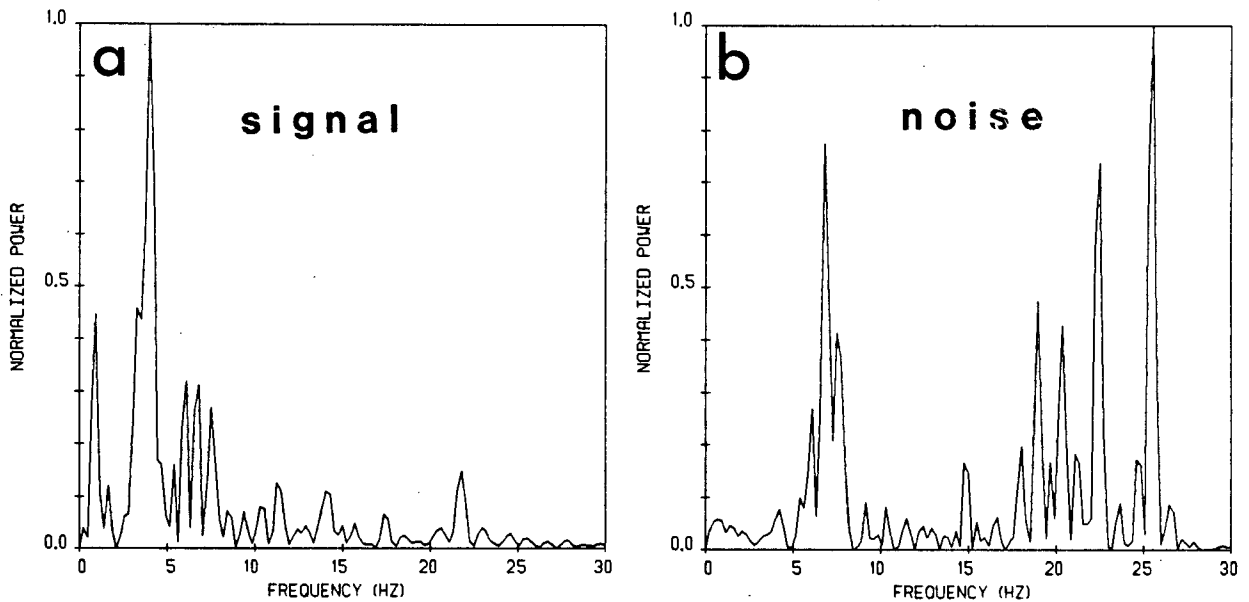 a
signal
NORMALIZED POWER
1.0
0.5
0.0
0 5 10 15 20 25 30
FREQUENCY (HZ)
b
noise
NORMALIZED POWER
1.0
0.5
0.0
0 5 10 15 20 25 30
FREQUENCY (HZ)